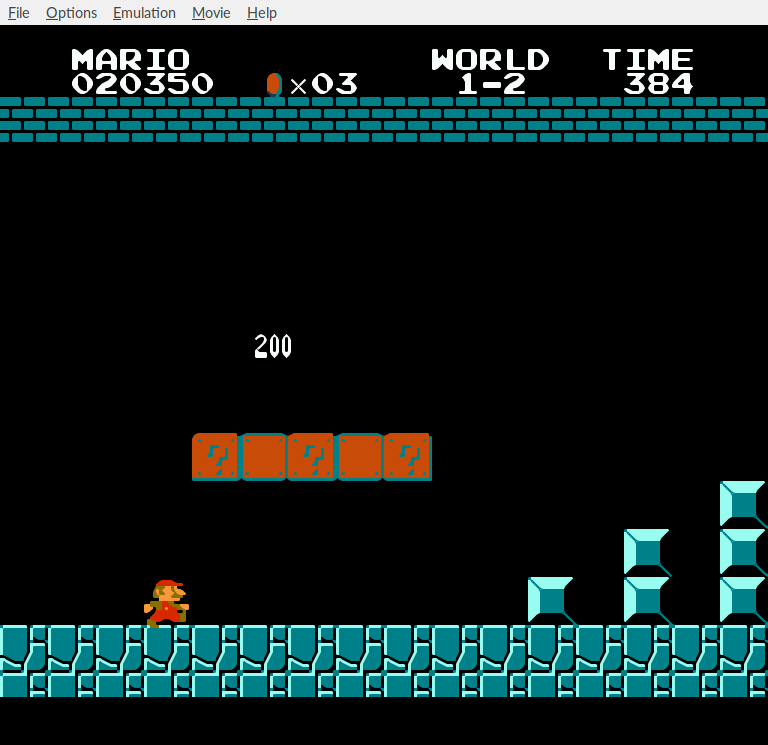 File Options Emulation Movie Help
MARIO WORLD TIME
020350 ×03 1-2 384
200
? ? ?